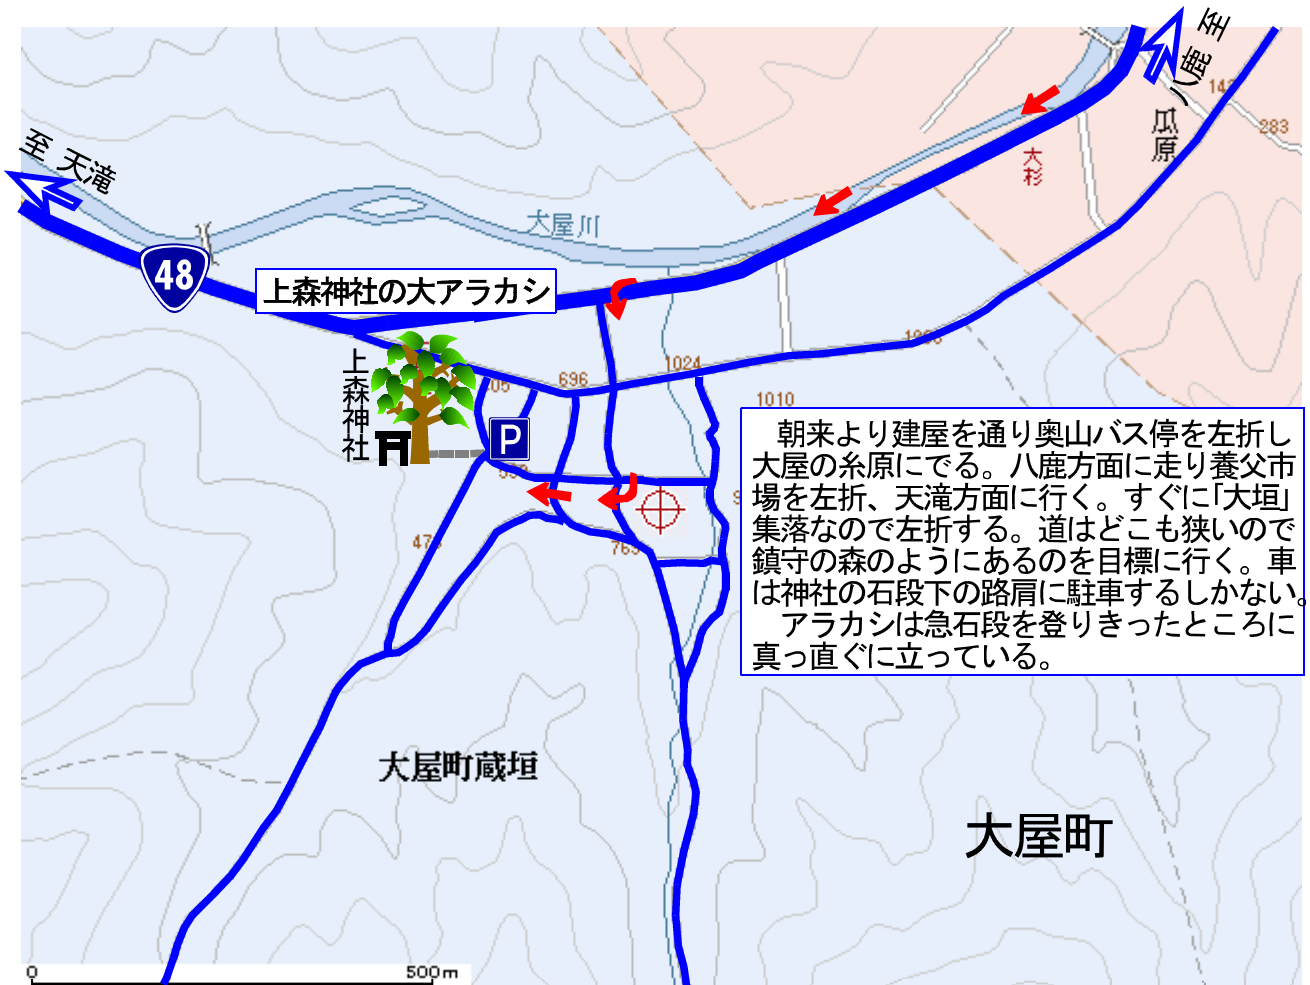 至 八鹿
至 天滝
143
283
瓜原
大杉
大屋川
48
上森神社の大アラカシ
上森神社
696
1024
1010
P
大屋町蔵垣
大屋町
0 500m
朝来より建屋を通り奥山バス停を左折し
大屋の糸原にでる。八鹿方面に走り養父市
場を左折、天滝方面に行く。すぐに｢大垣｣
集落なので左折する。道はどこも狭いので
鎮守の森のようにあるのを目標に行く。車
は神社の石段下の路肩に駐車するしかない。
アラカシは急石段を登りきったところに
真っ直ぐに立っている。